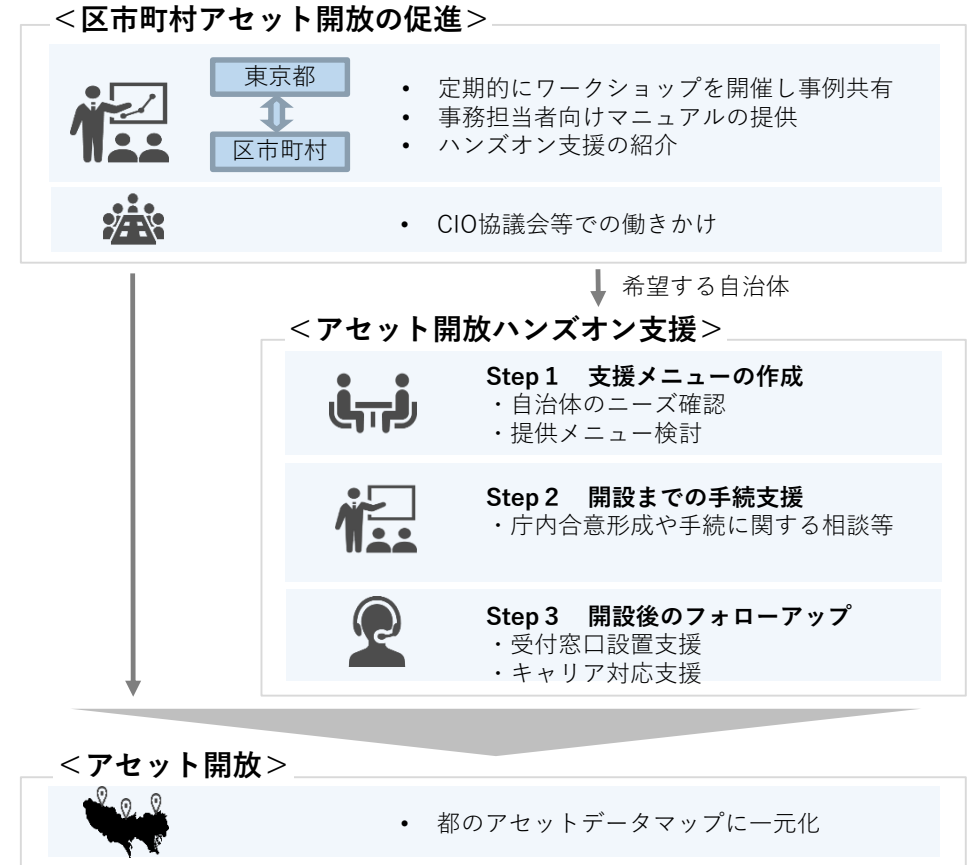 ＜区市町村アセット開放の促進＞
東京都
区市町村
• 定期的にワークショップを開催し事例共有
• 事務担当者向けマニュアルの提供
• ハンズオン支援の紹介
• CIO協議会等での働きかけ
希望する自治体
＜アセット開放ハンズオン支援＞
Step 1 支援メニューの作成
・自治体のニーズ確認
・提供メニュー検討
Step 2 開設までの手続支援
・庁内合意形成や手続に関する相談等
Step 3 開設後のフォローアップ
・受付窓口設置支援
・キャリア対応支援
＜アセット開放＞
• 都のアセットデータマップに一元化